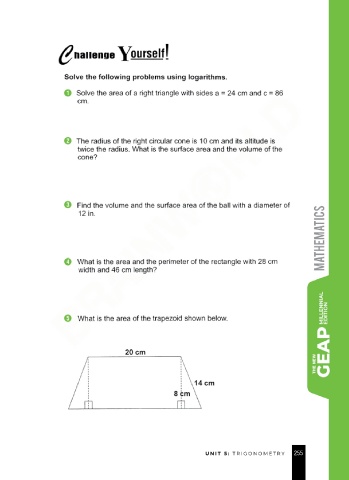 Challenge Yourself!
Solve the following problems using logarithms.
1 Solve the area of a right triangle with sides a = 24 cm and c = 86
cm.
2 The radius of the right circular cone is 10 cm and its altitude is
twice the radius. What is the surface area and the volume of the
cone?
3 Find the volume and the surface area of the ball with a diameter of
12 in.
4 What is the area and the perimeter of the rectangle with 28 cm
width and 46 cm length?
5 What is the area of the trapezoid shown below.
20 cm
14 cm
8 cm
MATHEMATICS
THE NEW
GEAP
MILLENNIAL
EDITION
UNIT 5: TRIGONOMETRY
255